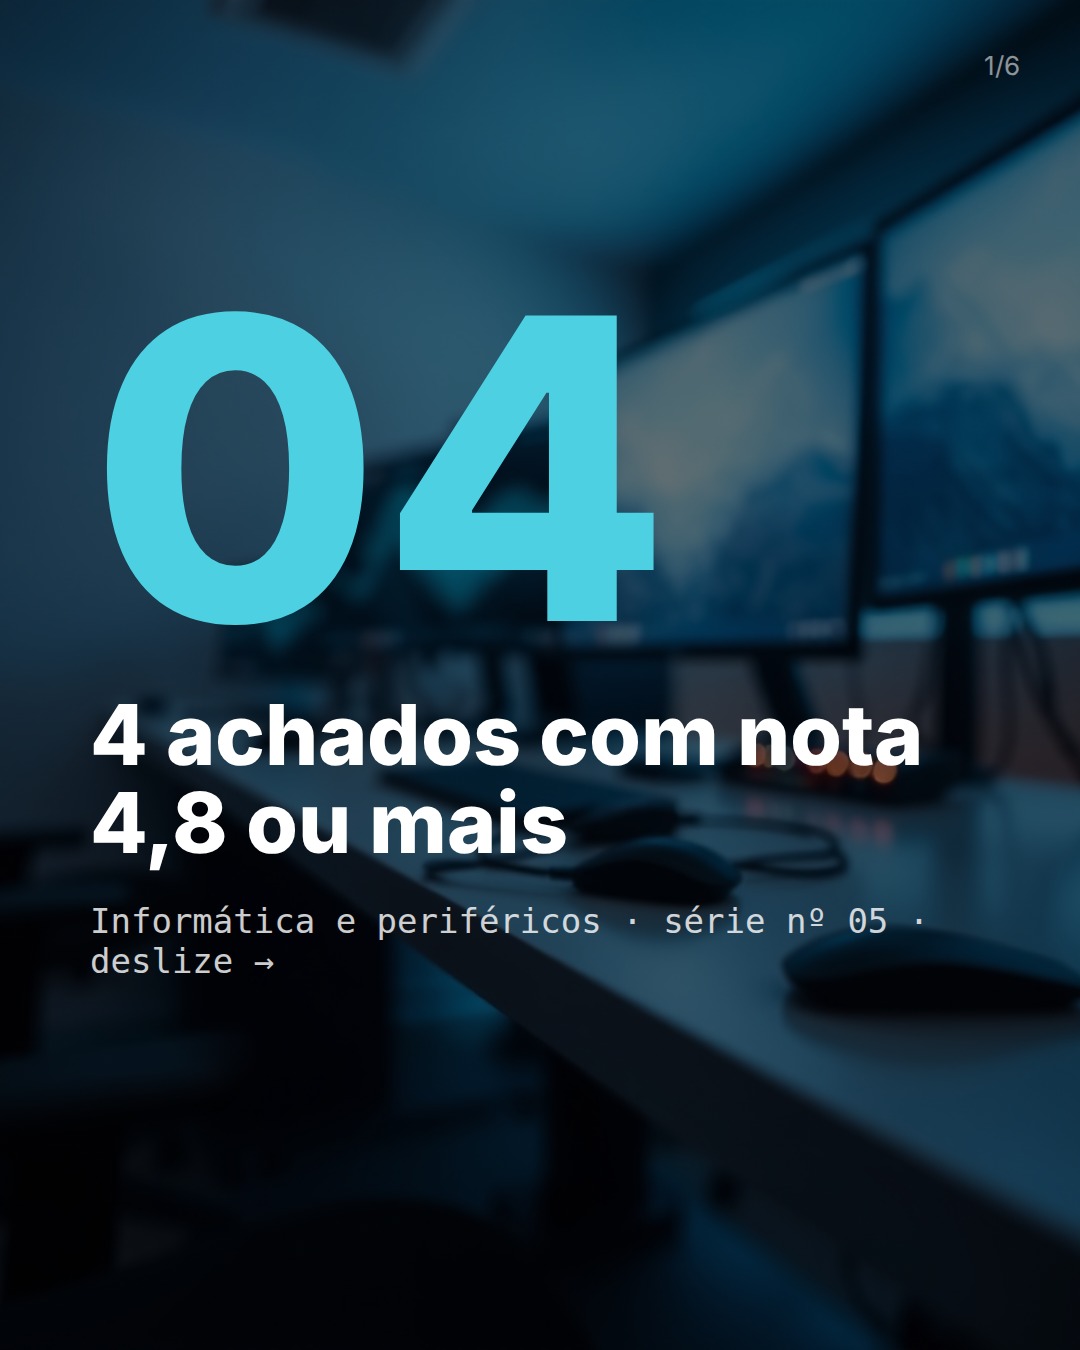 1/6
04
4 achados com nota
4,8 ou mais
Informática e periféricos · série nº 05 ·
deslize →